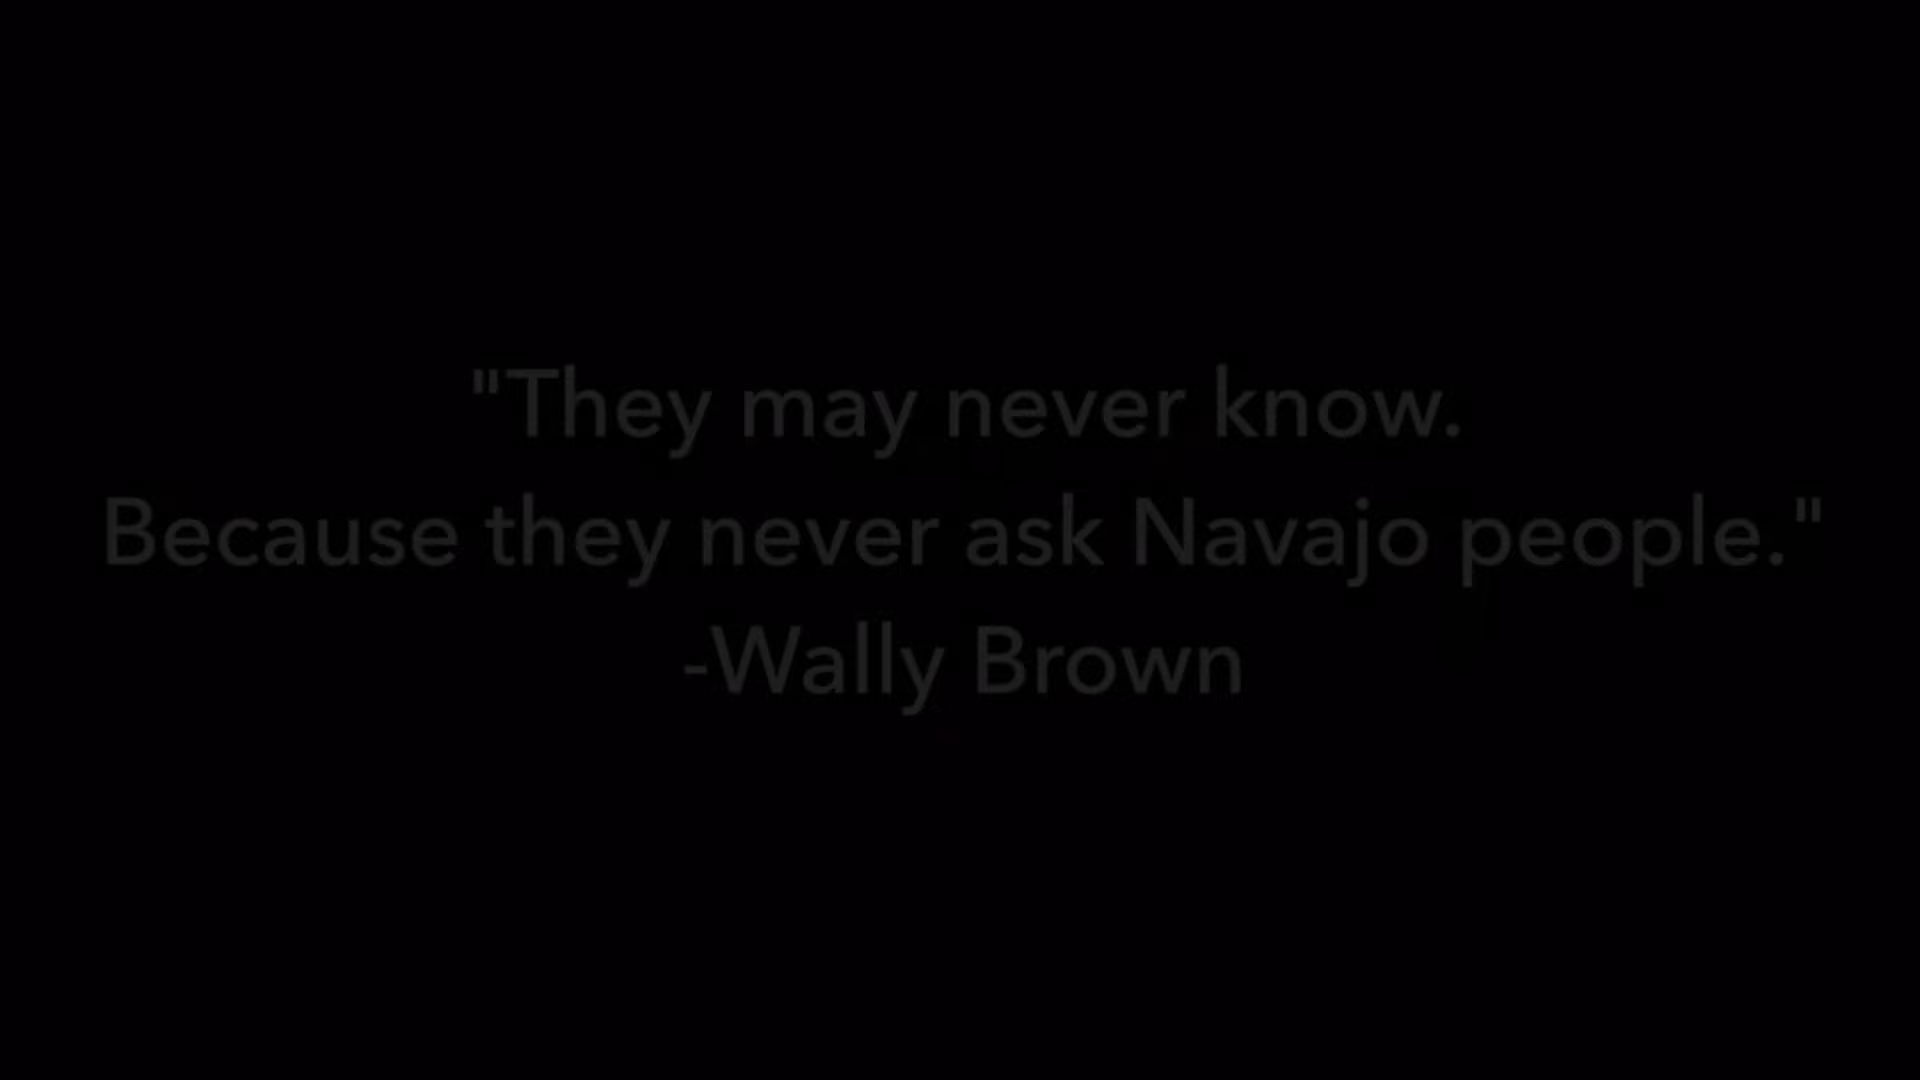 "They may never know.
Because they never ask Navajo people."
-Wally Brown